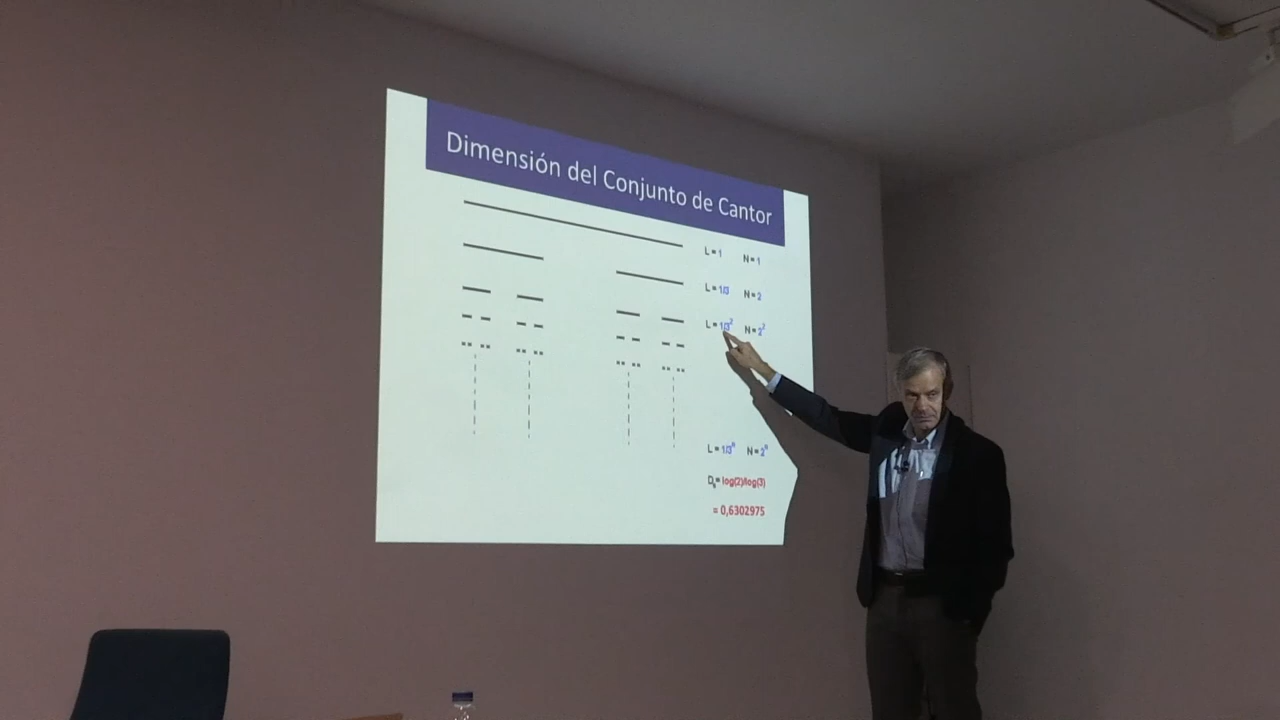 Dimensión del Conjunto de Cantor
L = 1 N = 1
L = 1/3 N = 2
L = 1/3² N = 2²
L = 1/3ⁿ N = 2ⁿ
D₀= log(2)/log(3)
= 0,6302975